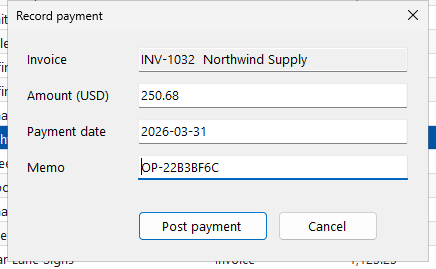 Record payment
Invoice INV-1032 Northwind Supply
Amount (USD) 250.68
Payment date 2026-03-31
Memo OP-22B3BF6C
Post payment Cancel